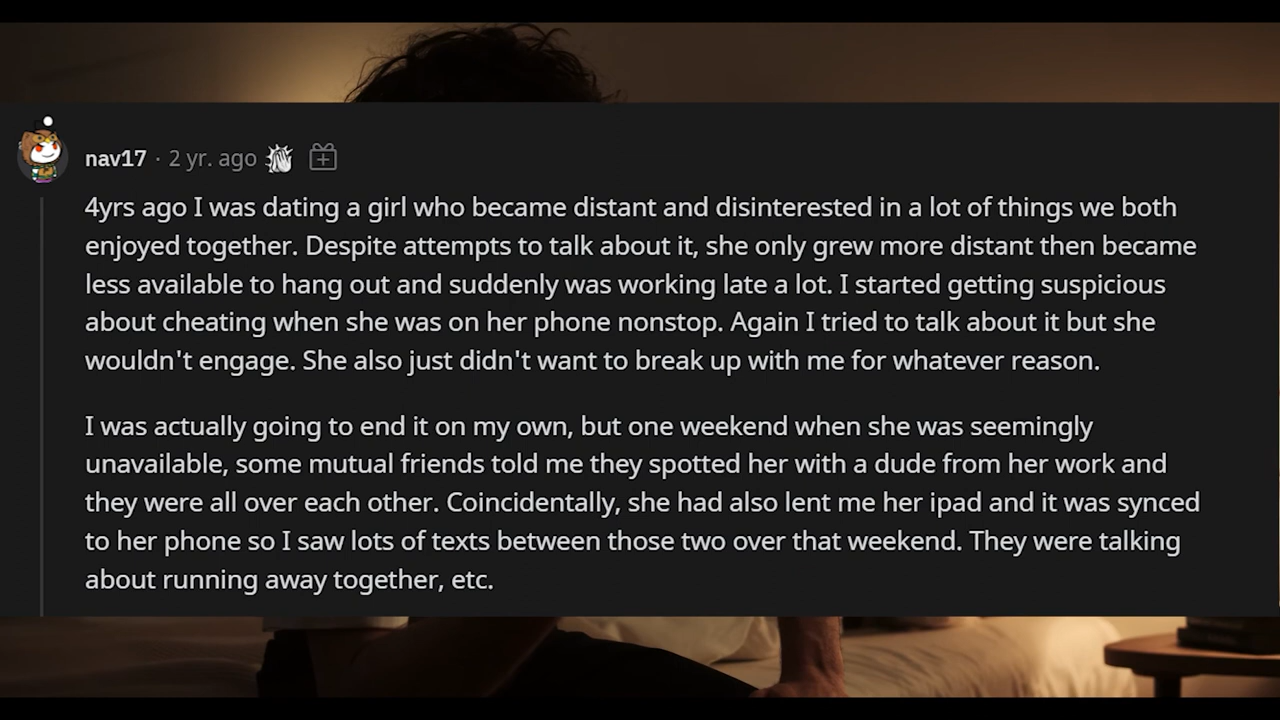 nav17 · 2 yr. ago
4yrs ago I was dating a girl who became distant and disinterested in a lot of things we both
enjoyed together. Despite attempts to talk about it, she only grew more distant then became
less available to hang out and suddenly was working late a lot. I started getting suspicious
about cheating when she was on her phone nonstop. Again I tried to talk about it but she
wouldn't engage. She also just didn't want to break up with me for whatever reason.
I was actually going to end it on my own, but one weekend when she was seemingly
unavailable, some mutual friends told me they spotted her with a dude from her work and
they were all over each other. Coincidentally, she had also lent me her ipad and it was synced
to her phone so I saw lots of texts between those two over that weekend. They were talking
about running away together, etc.